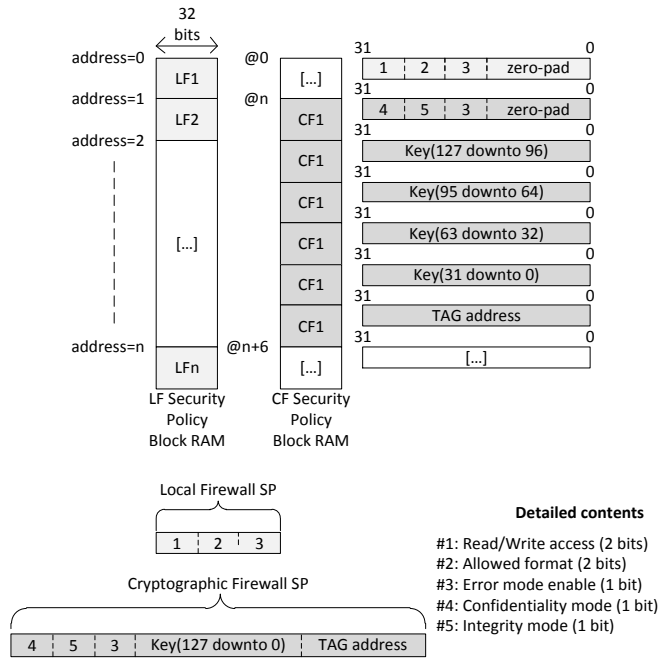 32
bits
31 0
address=0
@0
LF1
[...]
1 2 3 zero-pad
31 0
address=1
@n
LF2
CF1
4 5 3 zero-pad
31 0
address=2
CF1
Key(127 downto 96)
31 0
CF1
Key(95 downto 64)
31 0
[...]
CF1
Key(63 downto 32)
31 0
CF1
Key(31 downto 0)
31 0
CF1
TAG address
31 0
address=n
@n+6
LFn
[...]
[...]
LF Security
Policy
Block RAM
CF Security
Policy
Block RAM
Local Firewall SP
1 2 3
Cryptographic Firewall SP
4 5 3 Key(127 downto 0) TAG address
Detailed contents
#1: Read/Write access (2 bits)
#2: Allowed format (2 bits)
#3: Error mode enable (1 bit)
#4: Confidentiality mode (1 bit)
#5: Integrity mode (1 bit)